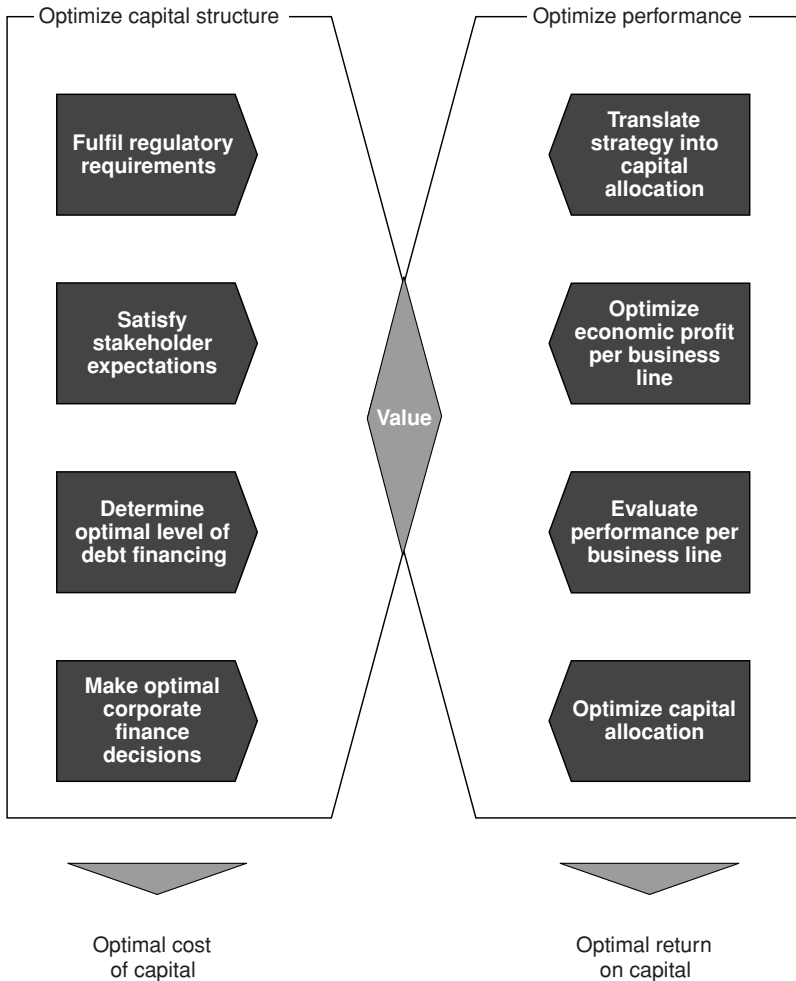 Optimize capital structure
Fulfil regulatory
requirements
Satisfy
stakeholder
expectations
Determine
optimal level of
debt financing
Make optimal
corporate
finance
decisions
Optimal cost
of capital
Value
Optimize performance
Translate
strategy into
capital
allocation
Optimize
economic profit
per business
line
Evaluate
performance per
business line
Optimize capital
allocation
Optimal return
on capital